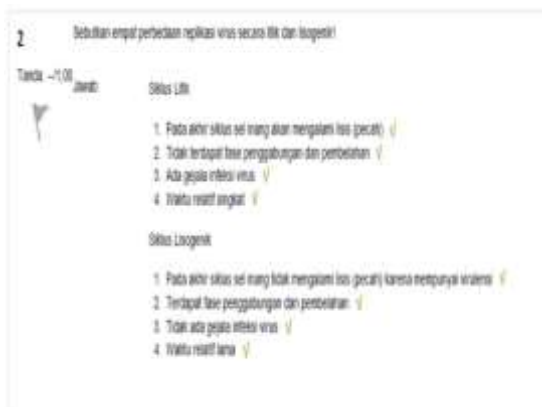 2
Sebutkan empat perbedaan replikasi virus secara litik dan lisogenik!
Tanda --/1,00
Jawab:
Siklus Litik
1. Pada akhir siklus sel inang akan mengalami lisis (pecah) √
2. Tidak terdapat fase penggabungan dan pembelahan √
3. Ada gejala infeksi virus √
4. Waktu relatif singkat √
Siklus Lisogenik
1. Pada akhir siklus sel inang tidak mengalami lisis (pecah) karena mempunyai virulensi √
2. Terdapat fase penggabungan dan pembelahan √
3. Tidak ada gejala infeksi virus √
4. Waktu relatif lama √